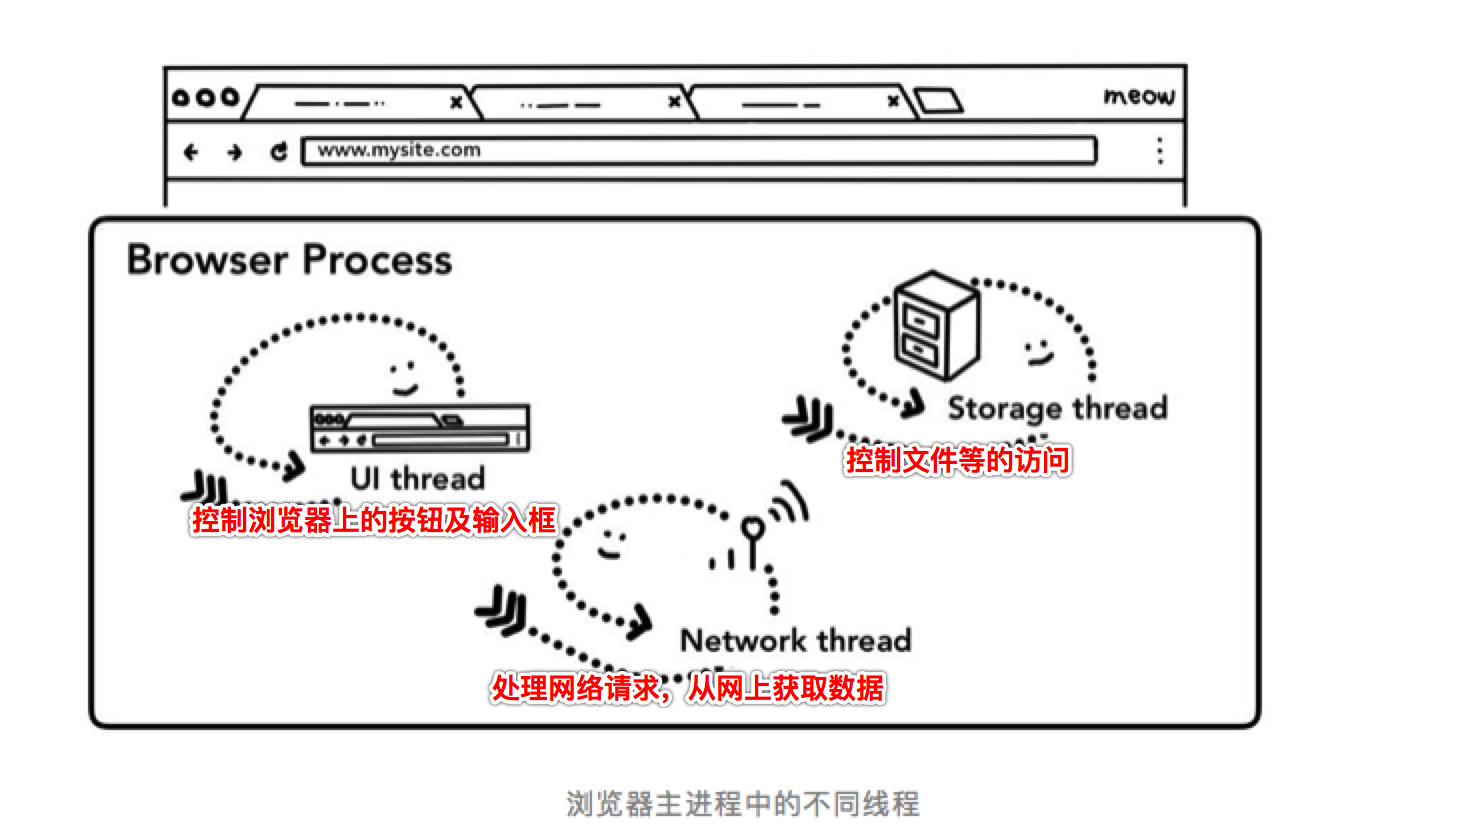 meow
www.mysite.com
Browser Process
Storage thread
控制文件等的访问
UI thread
控制浏览器上的按钮及输入框
Network thread
处理网络请求，从网上获取数据
浏览器主进程中的不同线程